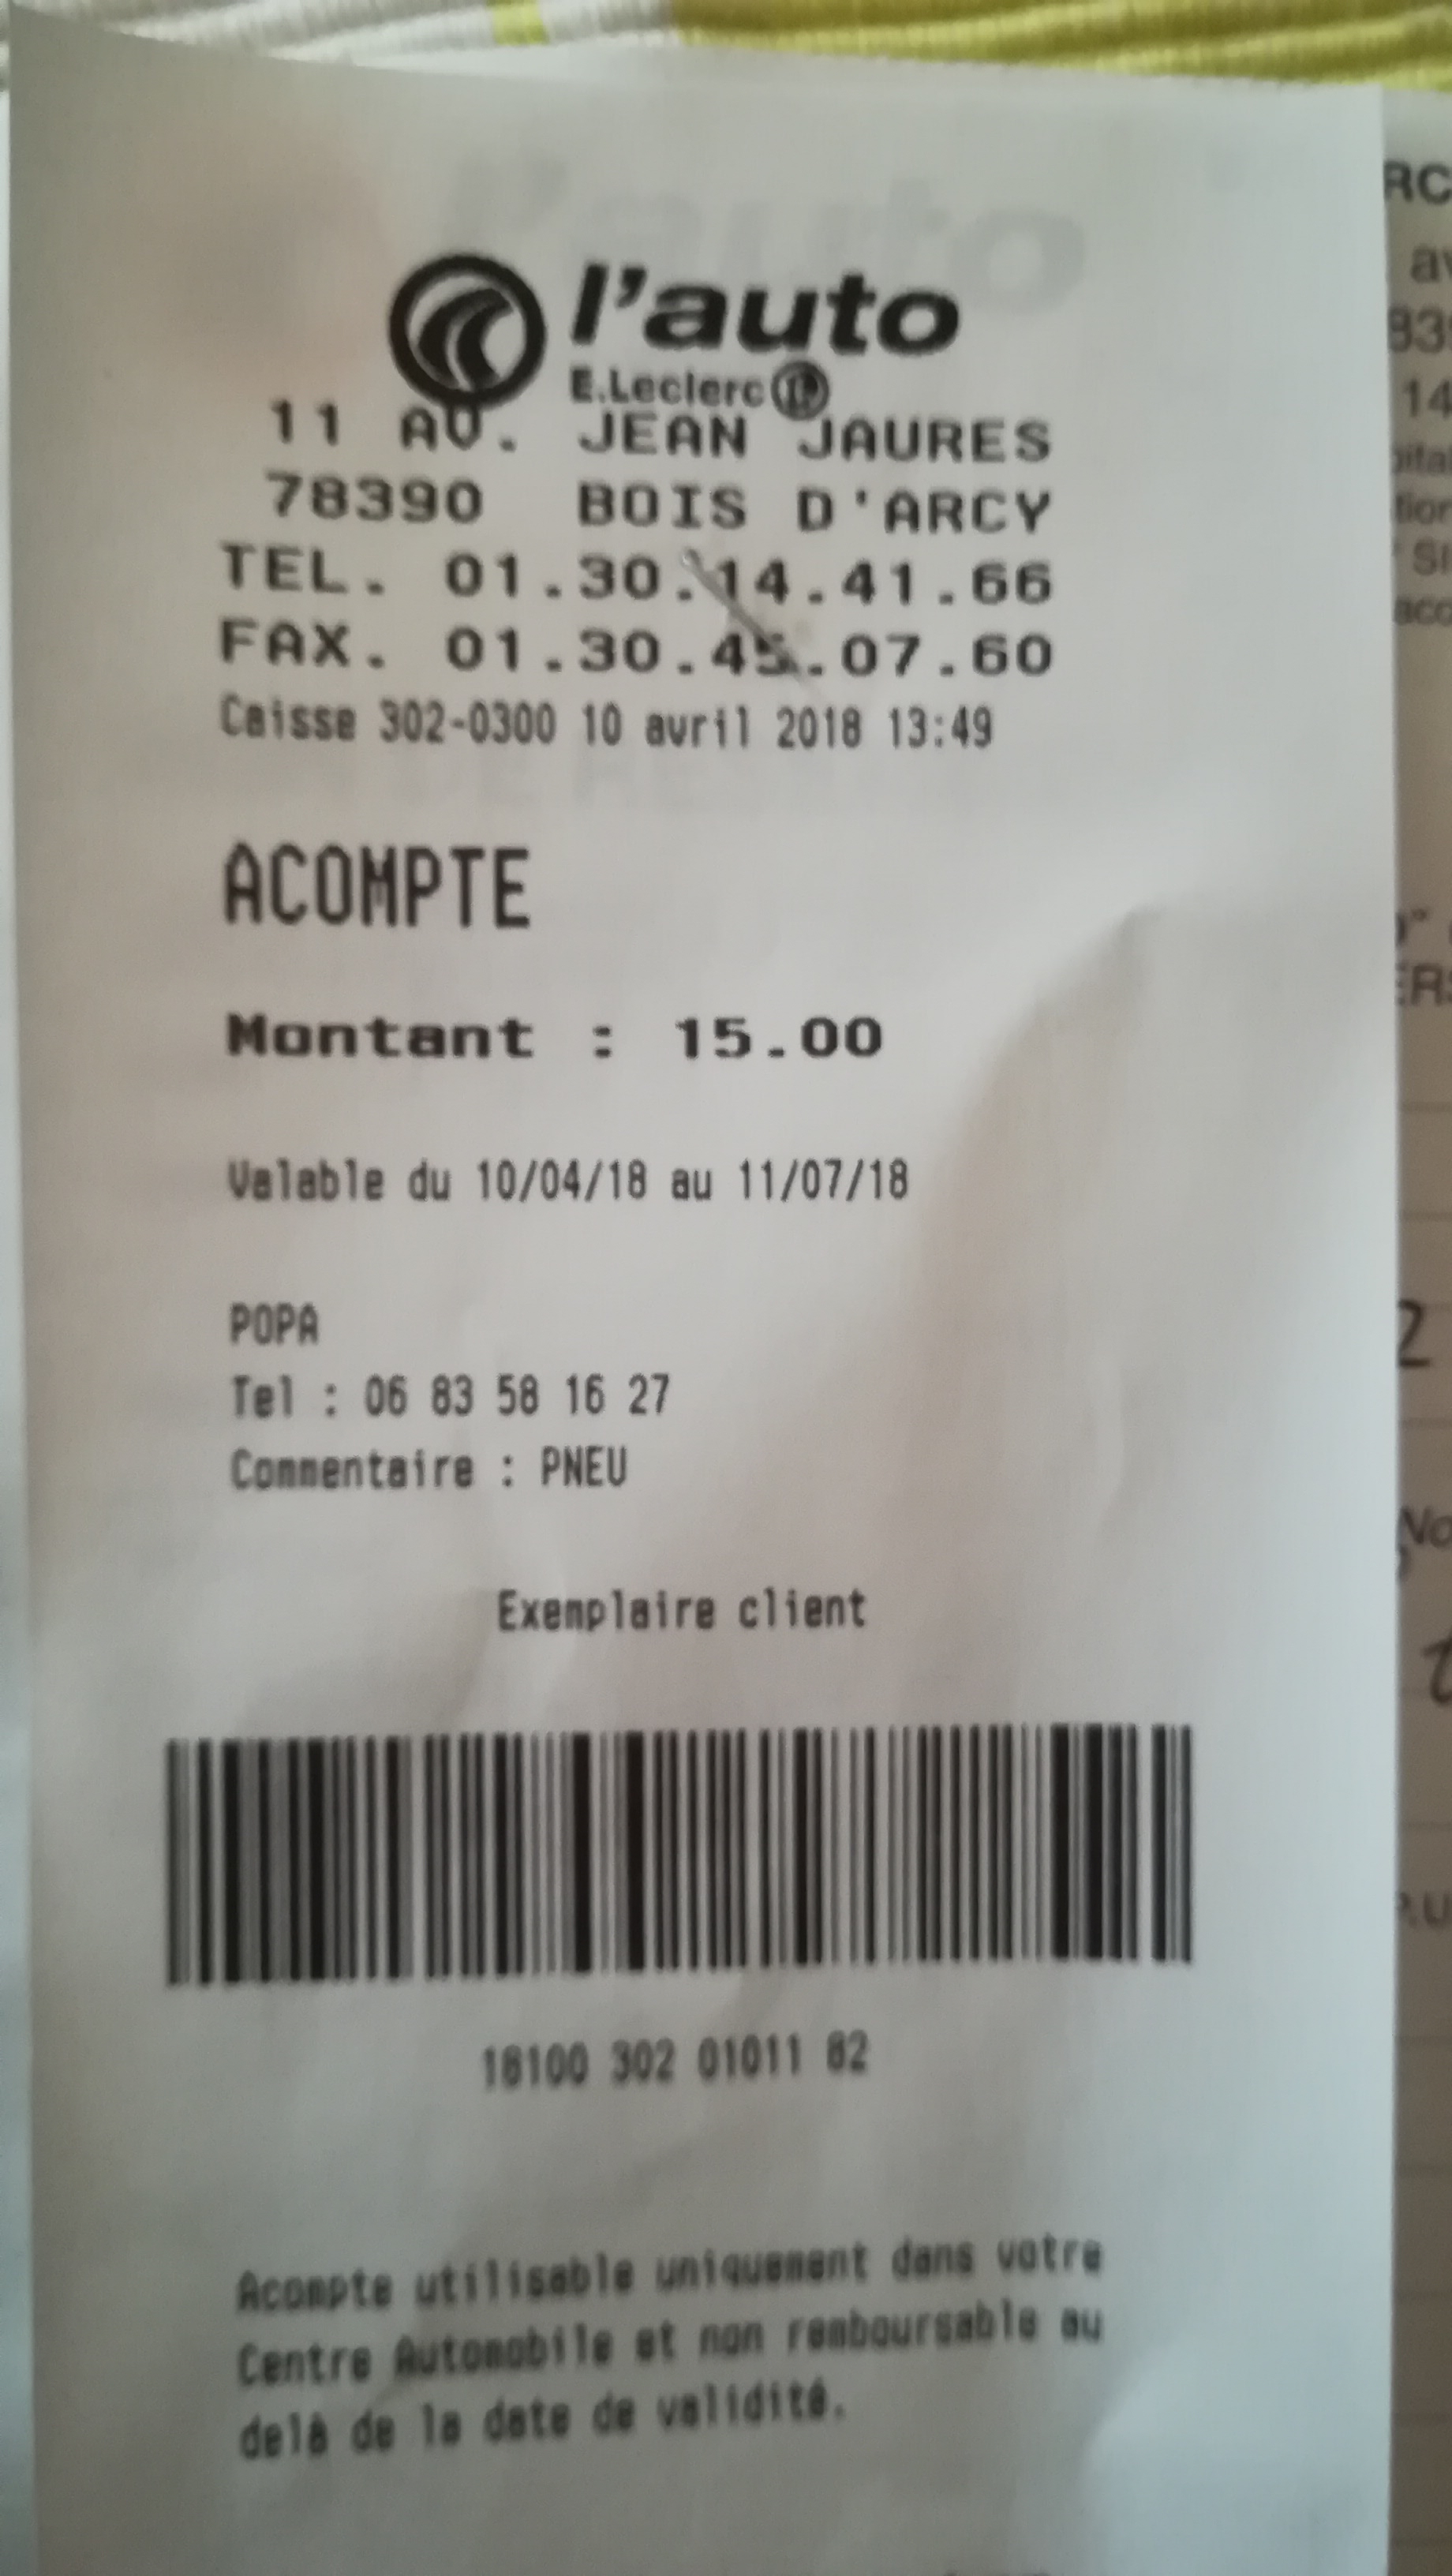 l'auto
E.Leclerc
11 AV. JEAN JAURES
78390 BOIS D'ARCY
TEL. 01.30.14.41.66
FAX. 01.30.45.07.60
Caisse 302-0300 10 avril 2018 13:49
ACOMPTE
Montant : 15.00
Valable du 10/04/18 au 11/07/18
POPA
Tel : 06 83 58 16 27
Commentaire : PNEU
Exemplaire client
18100 302 01011 82
Acompte utilisable uniquement dans votre
Centre Automobile et non remboursable au
delà de la date de validité.